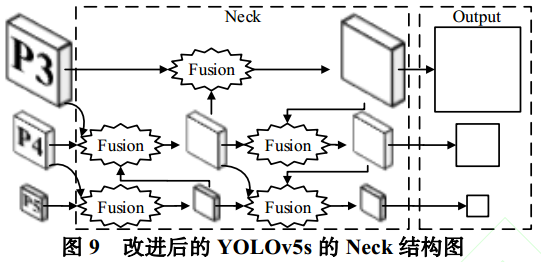 Neck
Output
P3
Fusion
P4
Fusion
Fusion
P5
Fusion
Fusion
图 9 改进后的 YOLOv5s 的 Neck 结构图